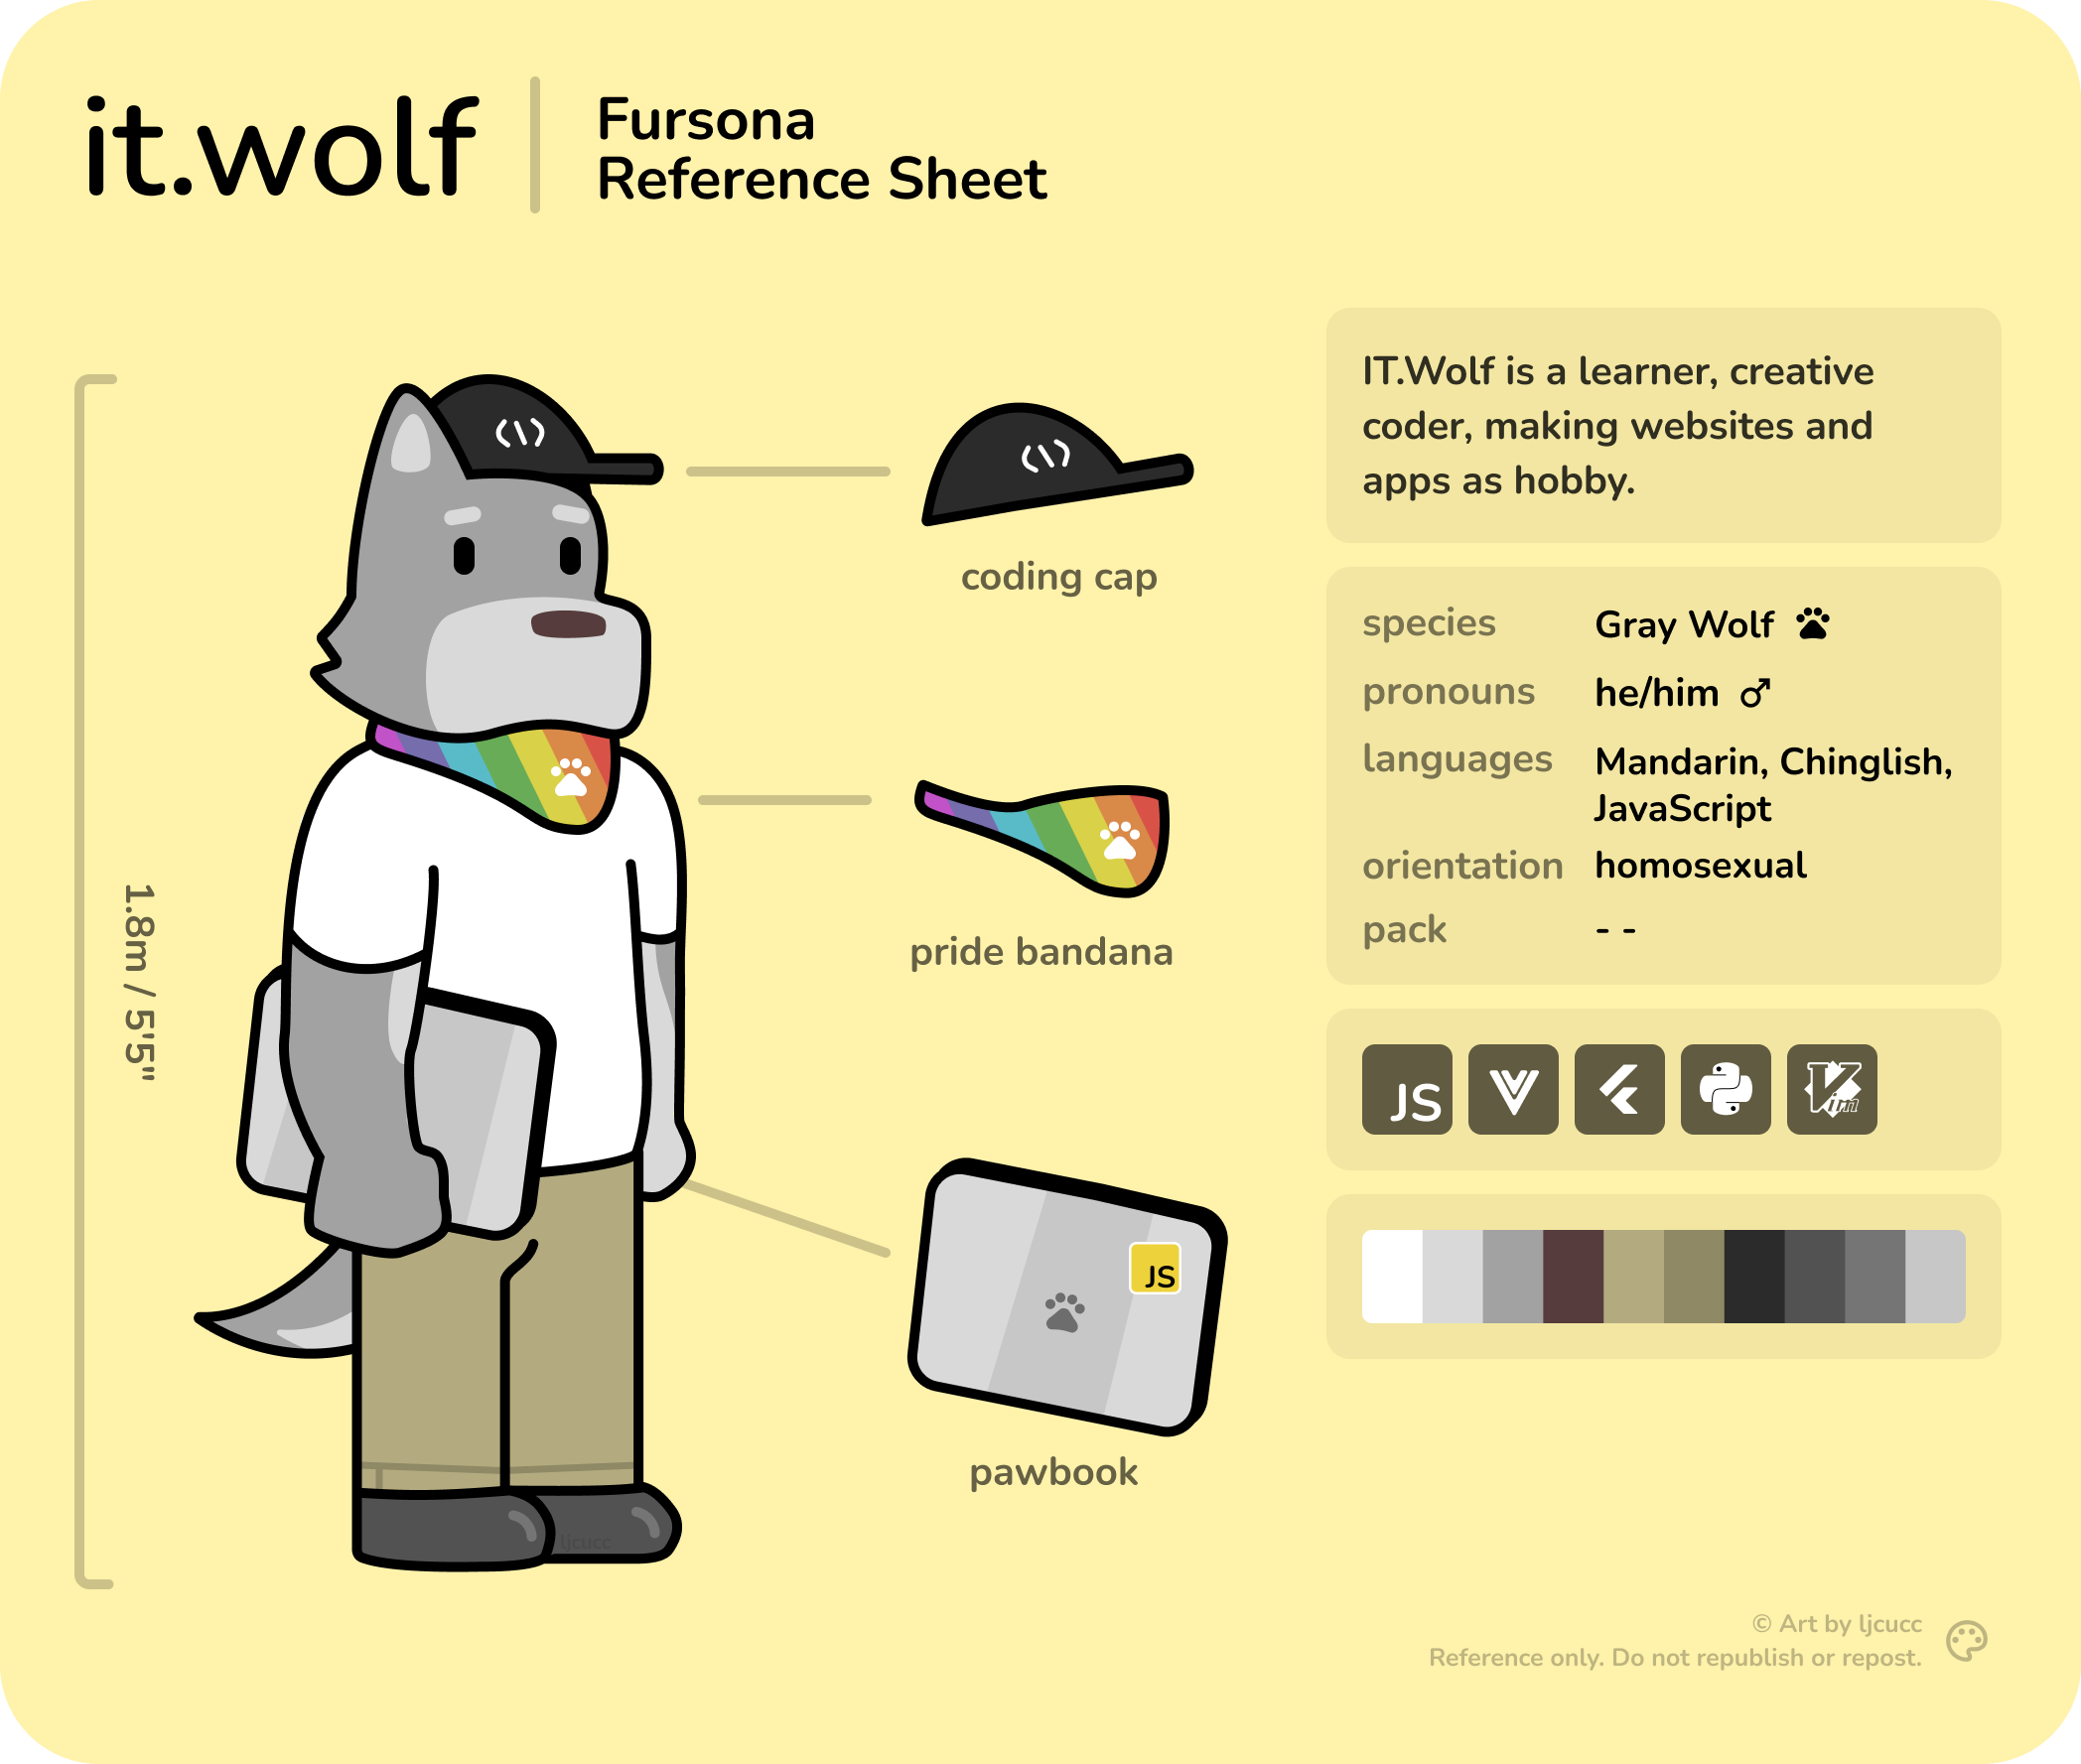 it.wolf
Fursona
Reference Sheet
1.8m / 5'5"
coding cap
pride bandana
JS
pawbook
ljcucc
IT.Wolf is a learner, creative
coder, making websites and
apps as hobby.
species Gray Wolf
pronouns he/him
languages Mandarin, Chinglish,
JavaScript
orientation homosexual
pack - -
JS
Vim
© Art by ljcucc
Reference only. Do not republish or repost.